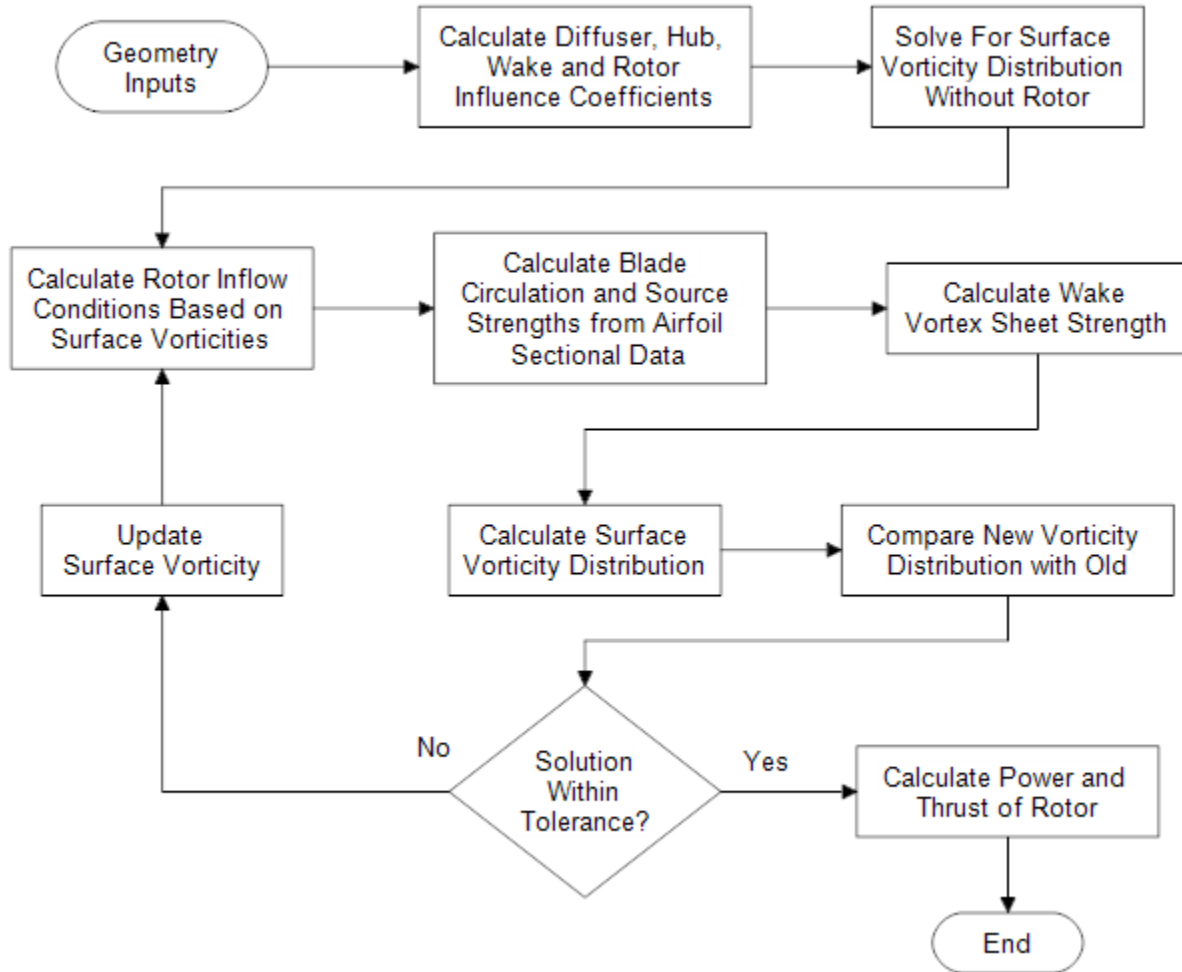 Geometry
Inputs
Calculate Diffuser, Hub,
Wake and Rotor
Influence Coefficients
Solve For Surface
Vorticity Distribution
Without Rotor
Calculate Rotor Inflow
Conditions Based on
Surface Vorticities
Calculate Blade
Circulation and Source
Strengths from Airfoil
Sectional Data
Calculate Wake
Vortex Sheet Strength
Update
Surface Vorticity
Calculate Surface
Vorticity Distribution
Compare New Vorticity
Distribution with Old
No
Solution
Within
Tolerance?
Yes
Calculate Power and
Thrust of Rotor
End